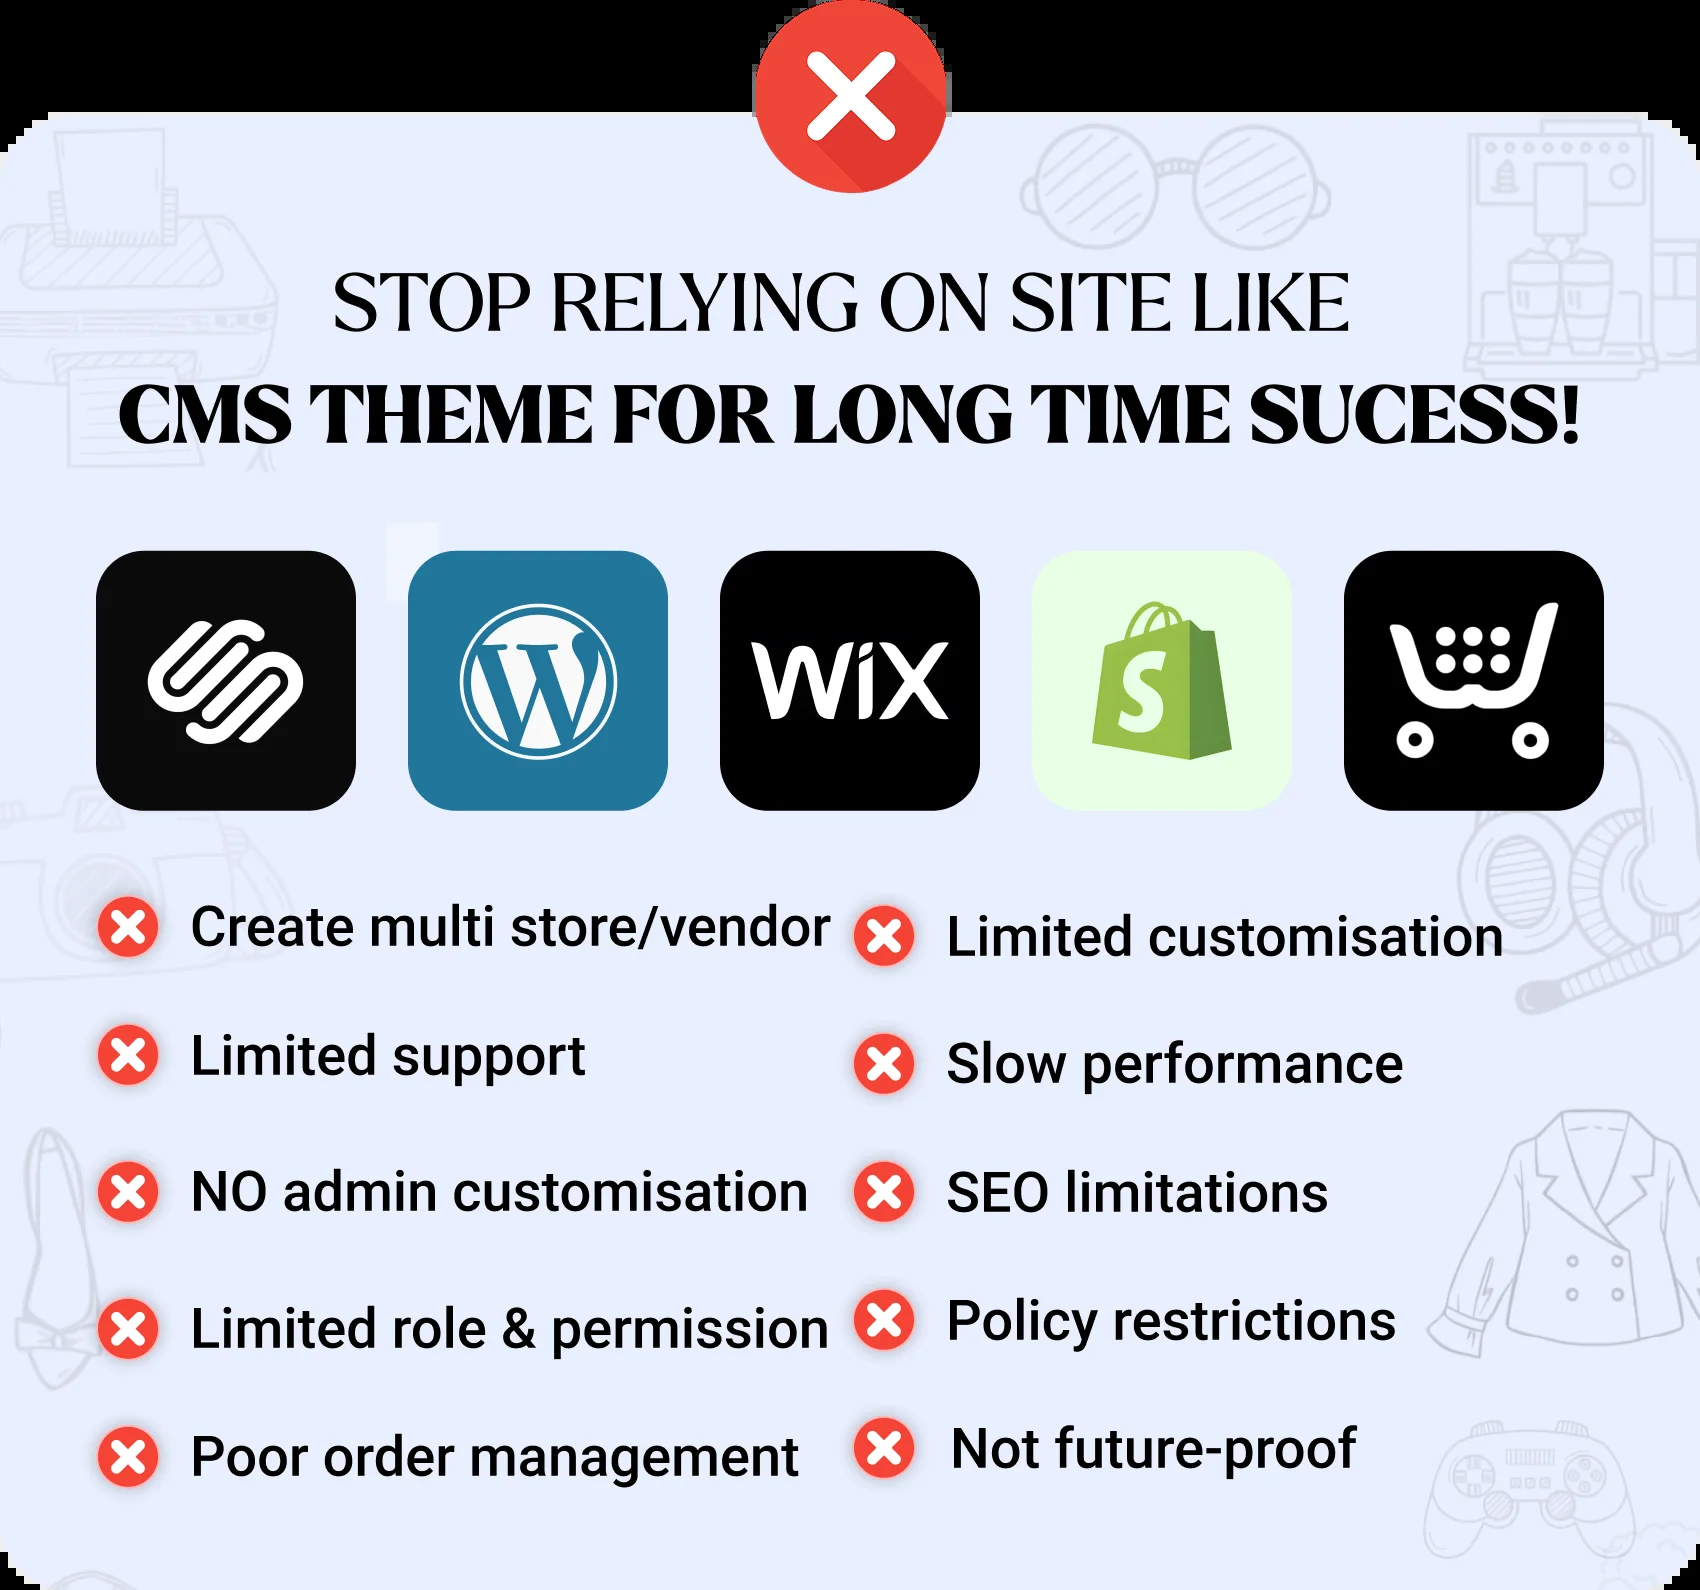 STOP RELYING ON SITE LIKE
CMS THEME FOR LONG TIME SUCESS!
WiX
Create multi store/vendor
Limited support
NO admin customisation
Limited role & permission
Poor order management
Limited customisation
Slow performance
SEO limitations
Policy restrictions
Not future-proof